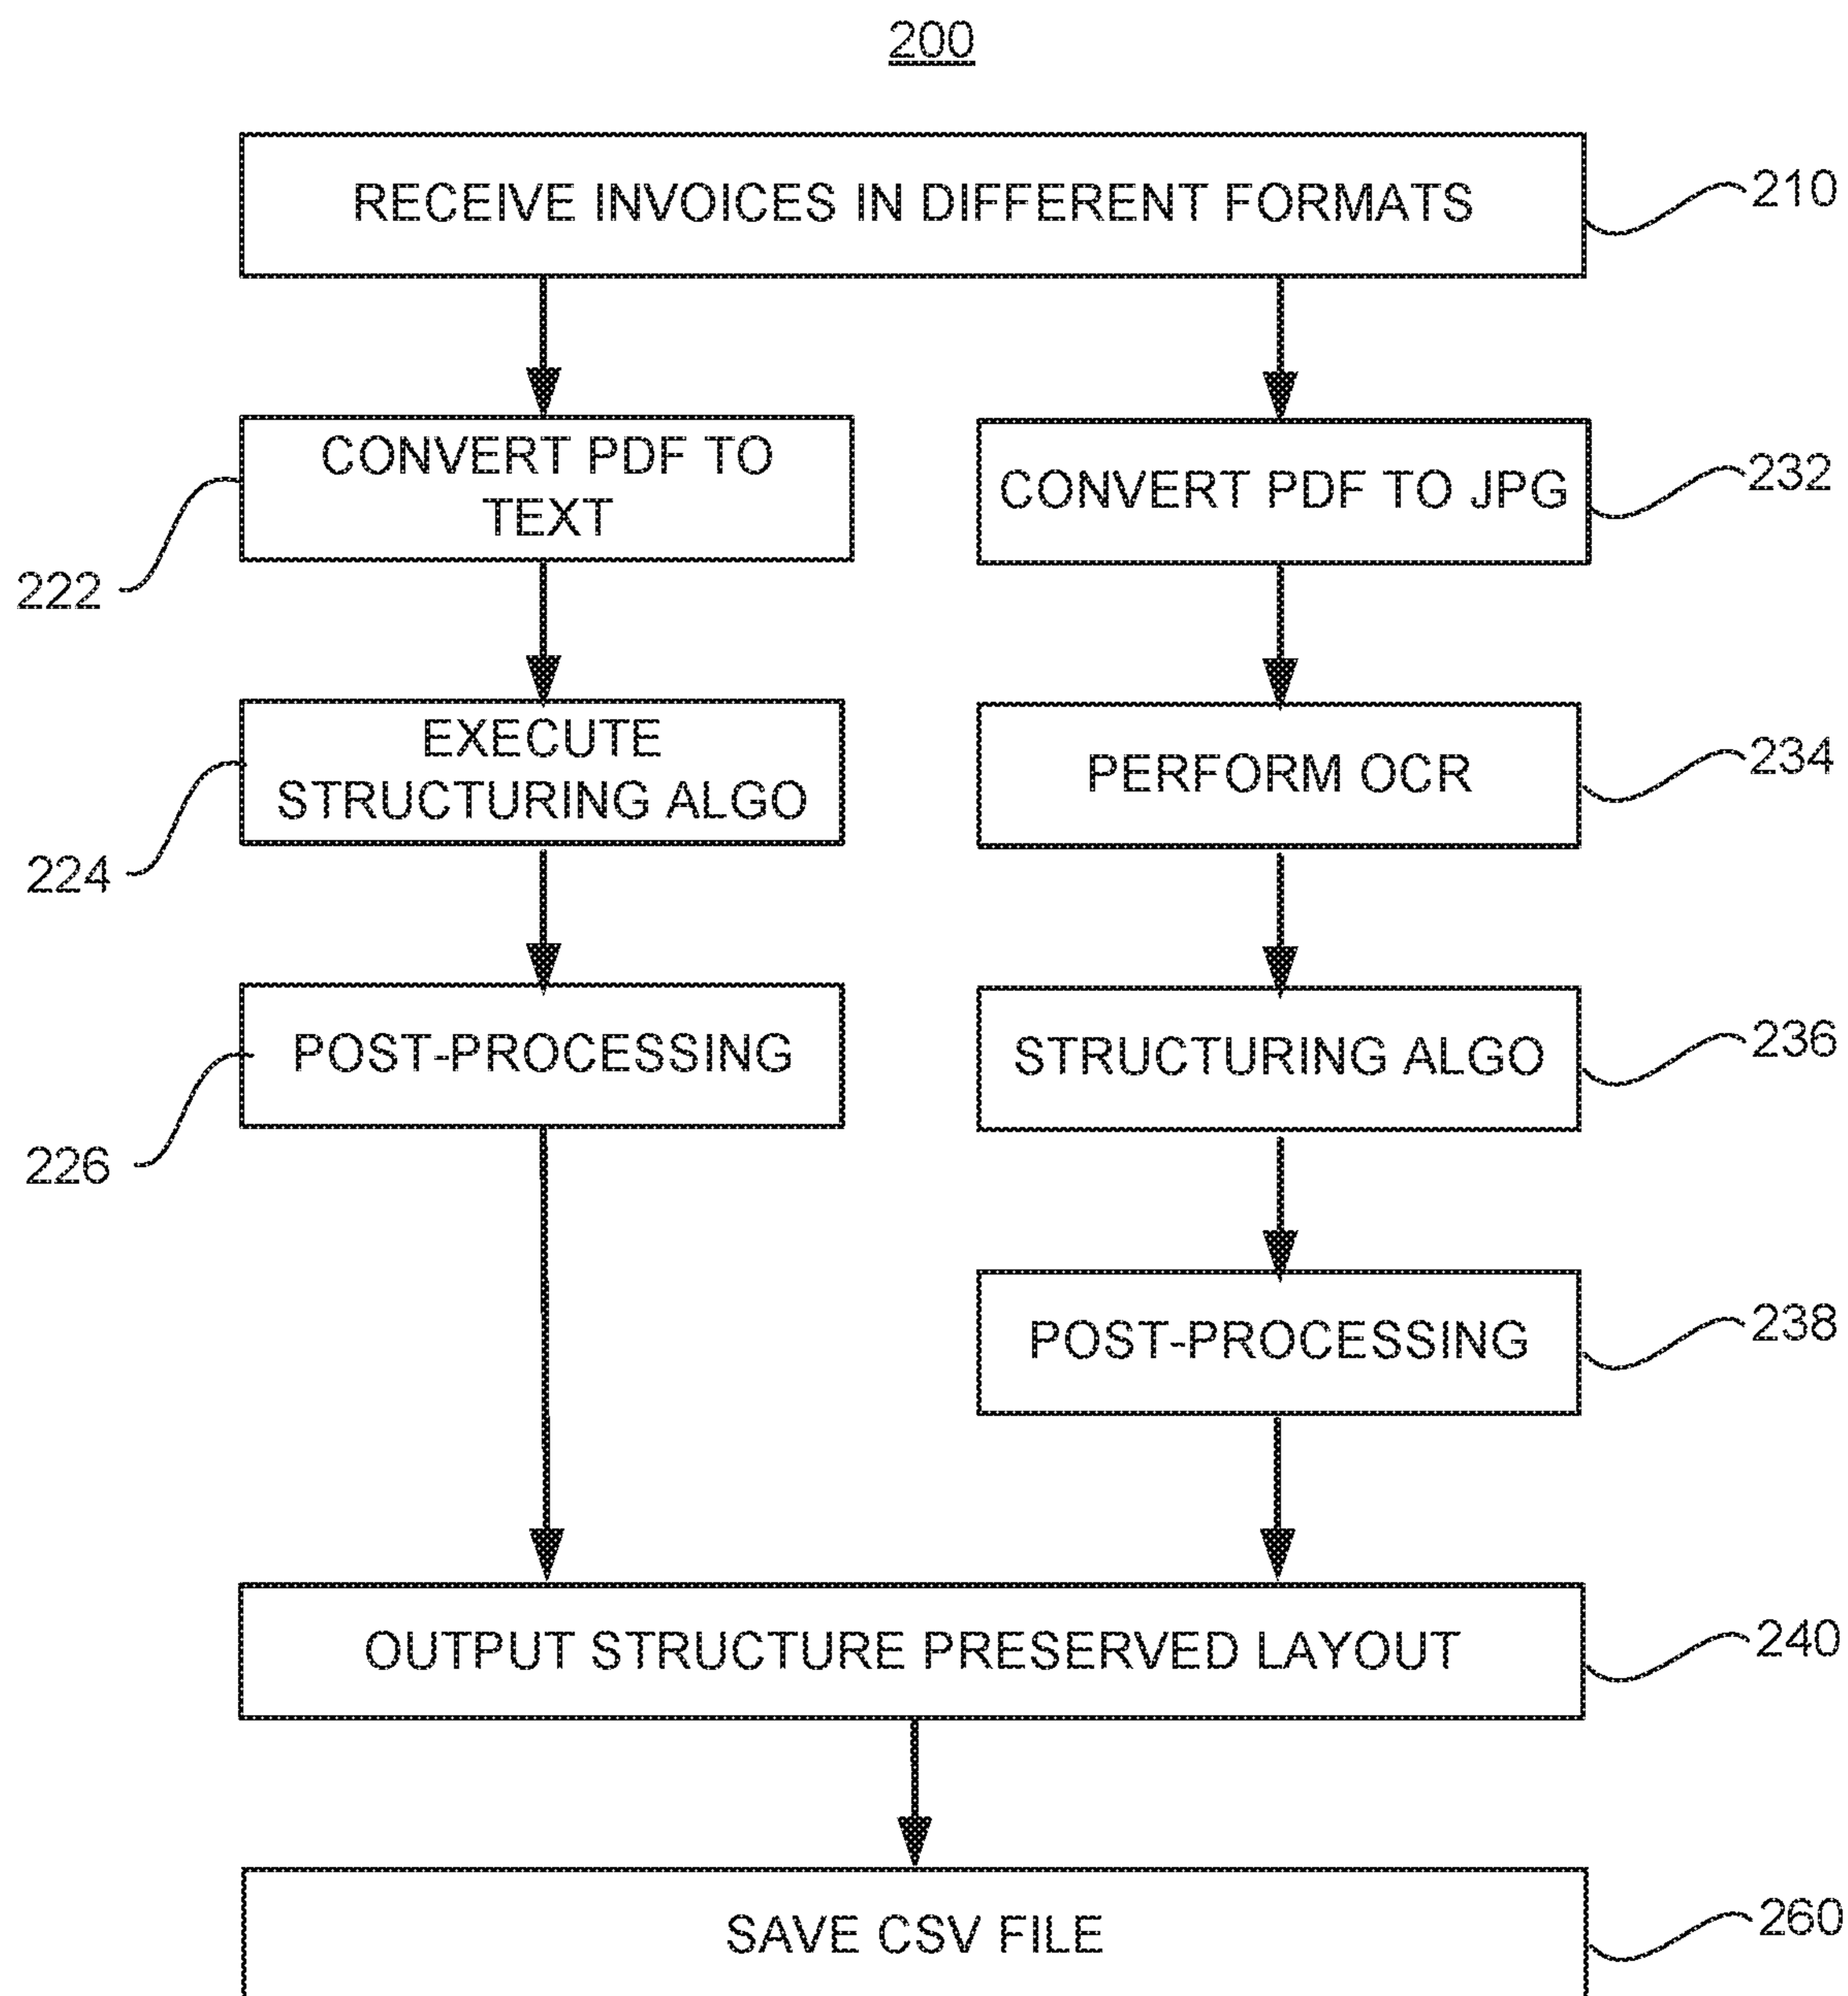 200
RECEIVE INVOICES IN DIFFERENT FORMATS
210
CONVERT PDF TO
TEXT
222
CONVERT PDF TO JPG
232
EXECUTE
STRUCTURING ALGO
224
PERFORM OCR
234
POST-PROCESSING
226
STRUCTURING ALGO
236
POST-PROCESSING
238
OUTPUT STRUCTURE PRESERVED LAYOUT
240
SAVE CSV FILE
260